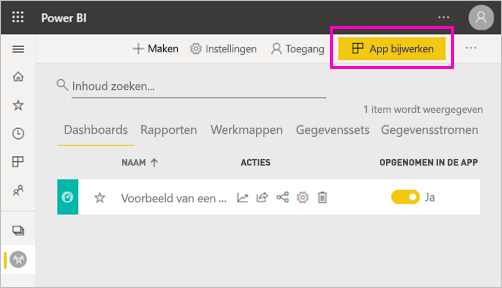 Power BI
Maken Instellingen Toegang App bijwerken
Inhoud zoeken...
1 item wordt weergegeven
Dashboards Rapporten Werkmappen Gegevenssets Gegevensstromen
NAAM ACTIES OPGENOMEN IN DE APP
Voorbeeld van een ... Ja